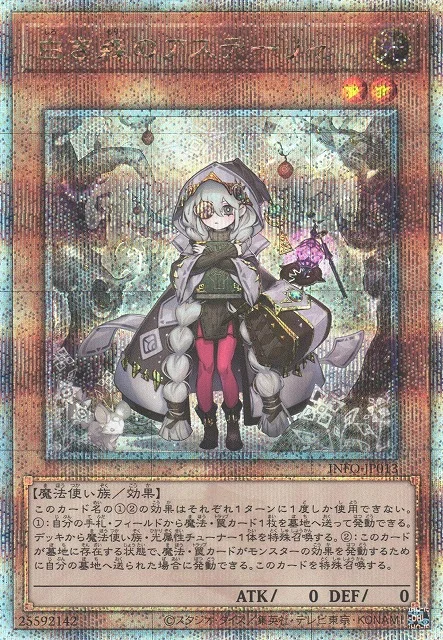 白き森のアステーリャ
INFO-JP013
【魔法使い族／効果】
このカード名の①②の効果はそれぞれ１ターンに１度しか使用できない。
①：自分の手札・フィールドから魔法・罠カード１枚を墓地へ送って発動できる。
デッキから魔法使い族・光属性チューナー１体を特殊召喚する。②：このカード
が墓地に存在する状態で、魔法・罠カードがモンスターの効果を発動するため
に自分の墓地へ送られた場合に発動できる。このカードを特殊召喚する。
ATK/ 0 DEF/ 0
25592142 ©スタジオ・ダイス/集英社・テレビ東京・KONAMI